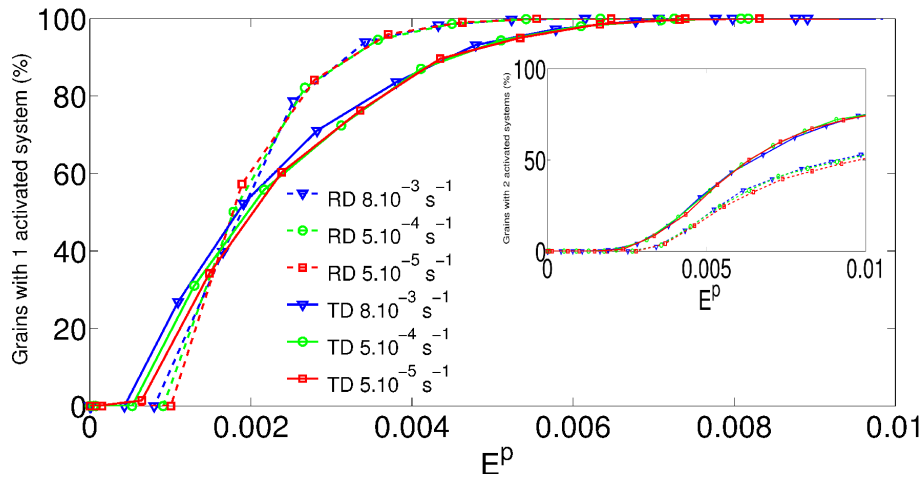 Grains with 1 activated system (%)
100
80
60
40
20
0
0
0.002
0.004
0.006
0.008
0.01
E^p
RD 8.10^-3 s^-1
RD 5.10^-4 s^-1
RD 5.10^-5 s^-1
TD 8.10^-3 s^-1
TD 5.10^-4 s^-1
TD 5.10^-5 s^-1
Grains with 2 activated systems (%)
100
50
0
0
0.005
0.01
E^p